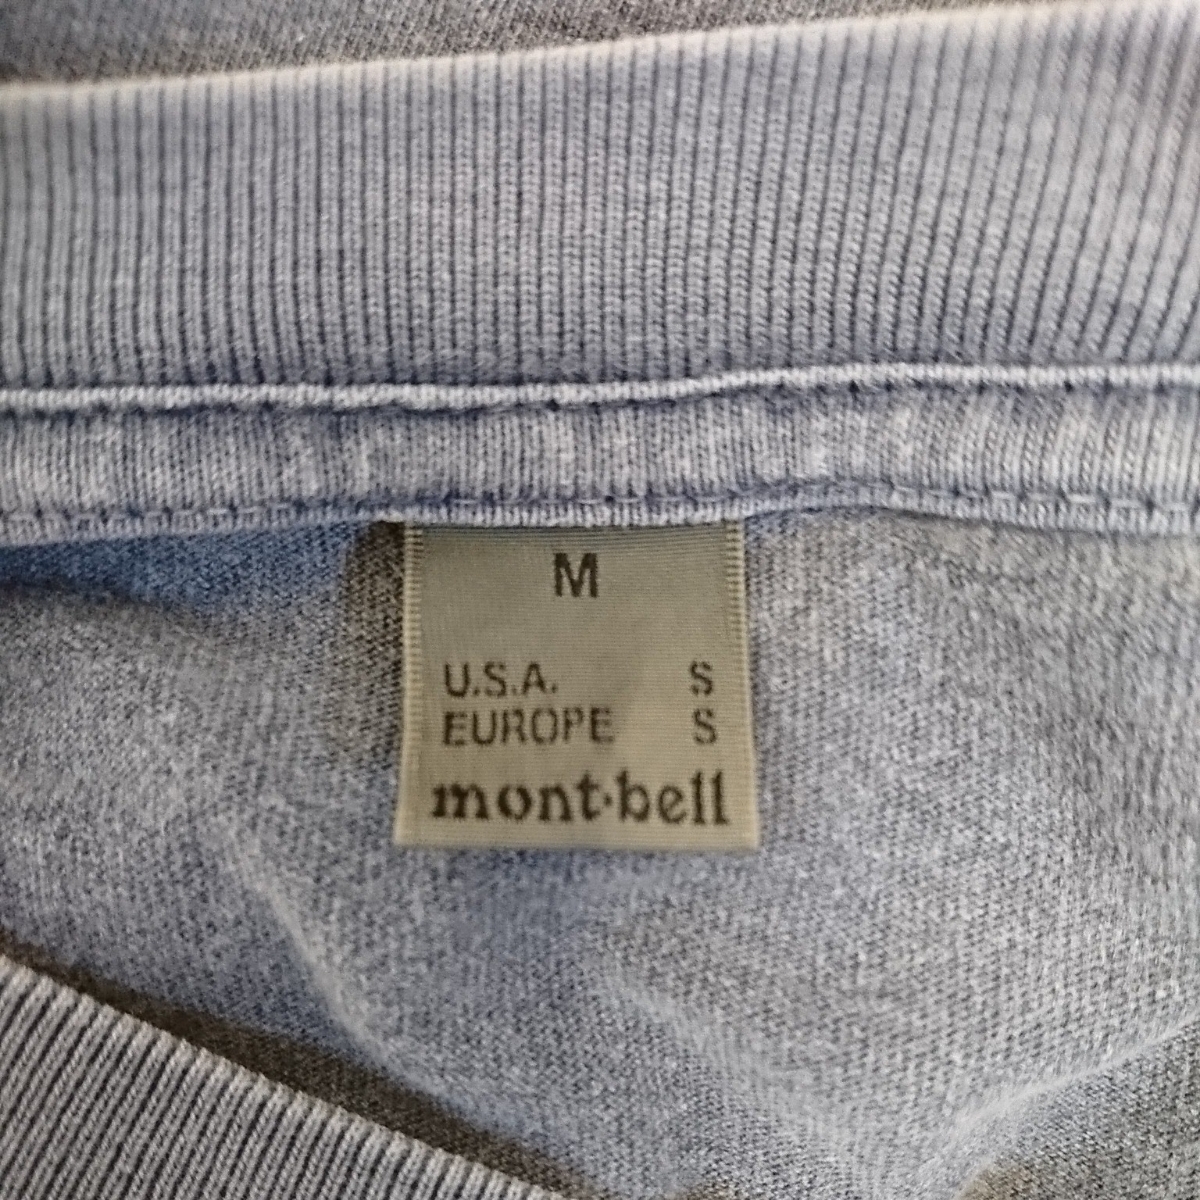 M
U.S.A. S
EUROPE S
mont·bell